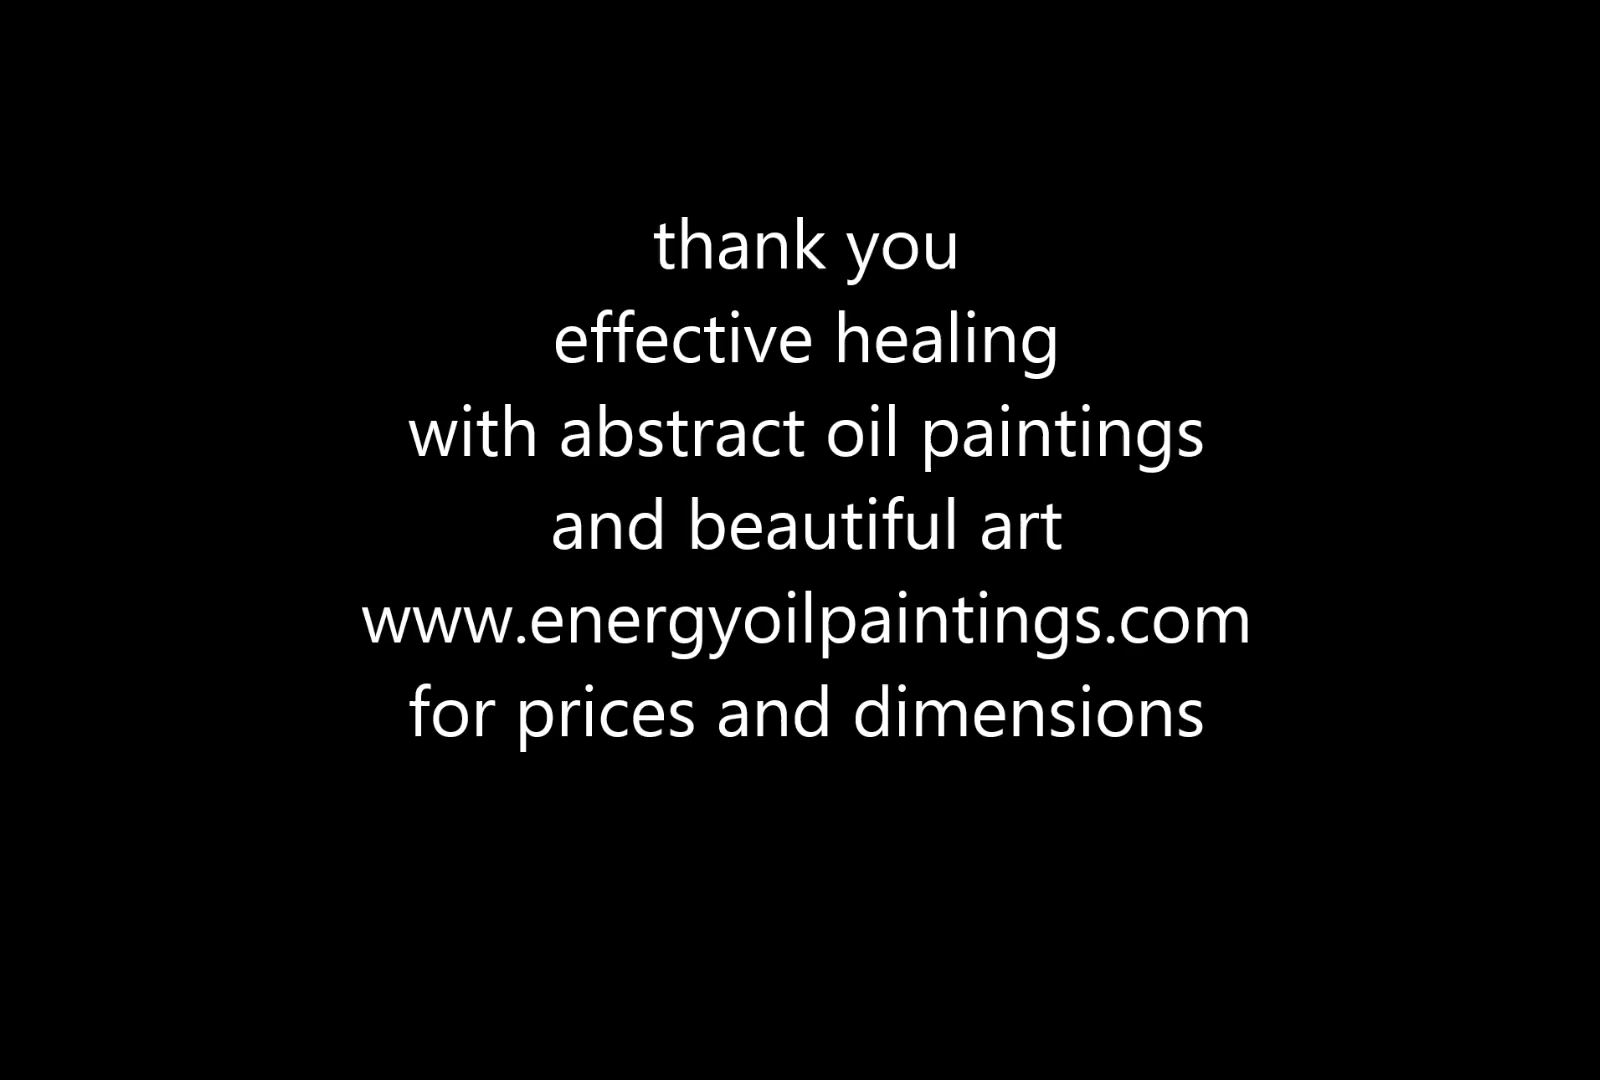 thank you
effective healing
with abstract oil paintings
and beautiful art
www.energyoilpaintings.com
for prices and dimensions